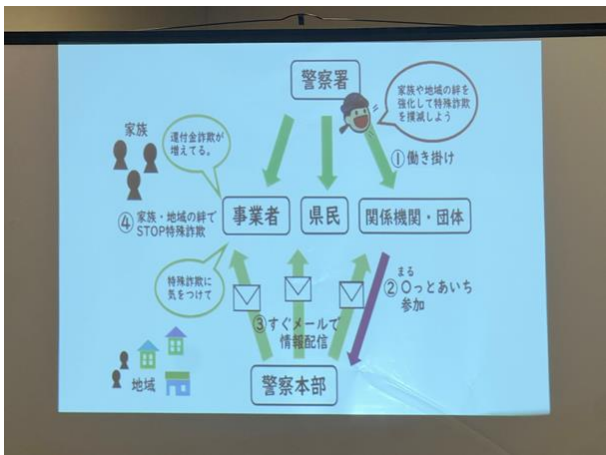 警察署
家族や地域の絆を
強化して特殊詐欺
を撲滅しよう
家族
還付金詐欺が
増えてる。
①働き掛け
④家族・地域の絆で
STOP特殊詐欺
事業者
県民
関係機関・団体
特殊詐欺に
気をつけて
まる
②〇っとあいち
参加
③すぐメールで
情報配信
地域
警察本部